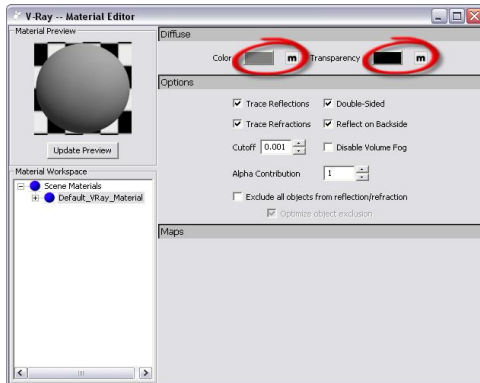 V-Ray -- Material Editor
Material Preview
Update Preview
Material Workspace
Scene Materials
Default_VRay_Material
Diffuse
Color m Transparency m
Options
Trace Reflections Double-Sided
Trace Refractions Reflect on Backside
Cutoff 0.001 Disable Volume Fog
Alpha Contribution 1
Exclude all objects from reflection/refraction
Optimize object exclusion
Maps